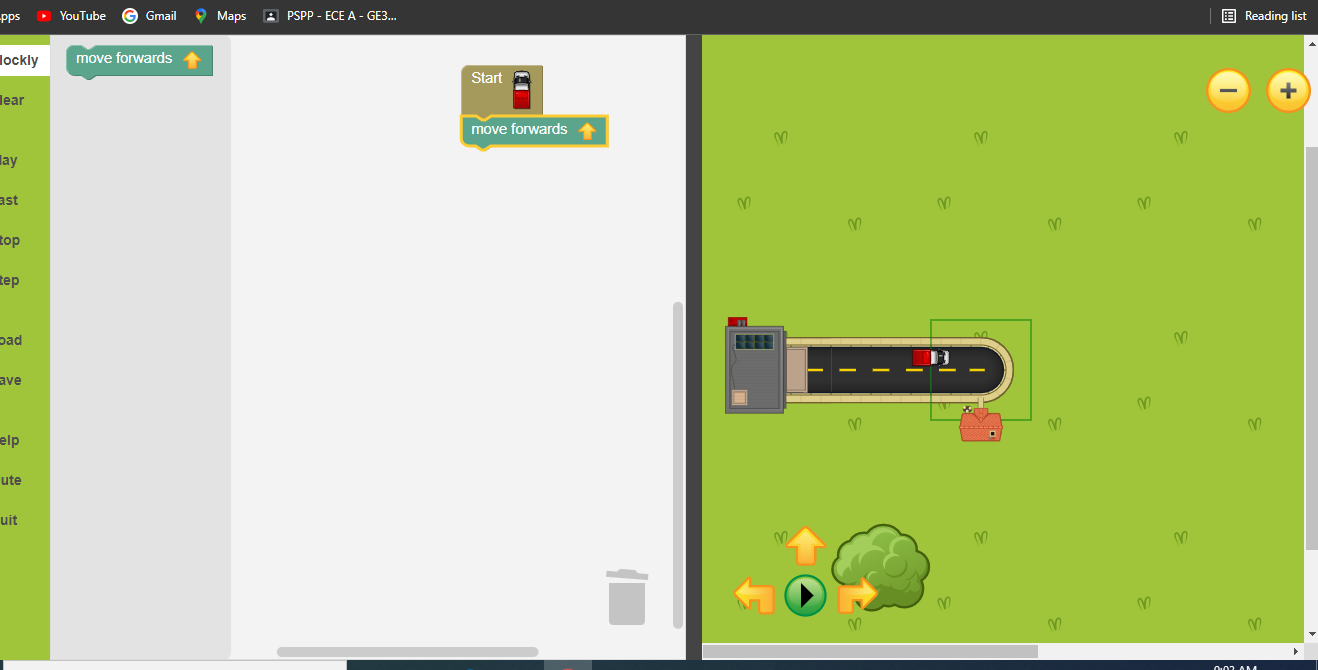 pps YouTube Gmail Maps PSPP - ECE A - GE3... Reading list
lockly
lear
lay
ast
top
tep
oad
ave
elp
ute
uit
move forwards
Start
move forwards